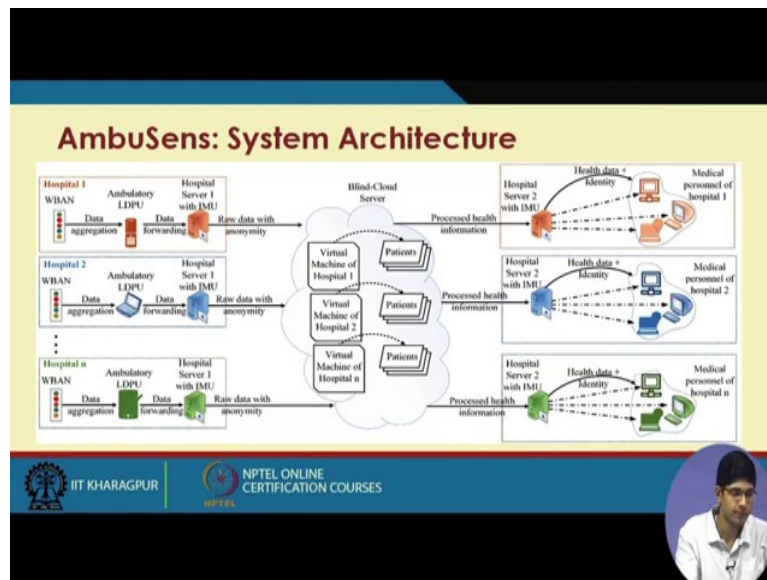 AmbuSens: System Architecture
Hospital 1
WBAN
Data
aggregation
Ambulatory
LDPU
Data
forwarding
Hospital
Server 1
with IMU
Raw data with
anonymity
Hospital 2
WBAN
Data
aggregation
Ambulatory
LDPU
Data
forwarding
Hospital
Server 1
with IMU
Raw data with
anonymity
Hospital n
WBAN
Data
aggregation
Ambulatory
LDPU
Data
forwarding
Hospital
Server 1
with IMU
Raw data with
anonymity
Blind-Cloud
Server
Virtual
Machine of
Hospital 1
Patients
Virtual
Machine of
Hospital 2
Patients
Virtual
Machine of
Hospital n
Patients
Processed health
information
Hospital
Server 2
with IMU
Health data +
Identity
Medical
personnel of
hospital 1
Processed health
information
Hospital
Server 2
with IMU
Health data +
Identity
Medical
personnel of
hospital 2
Processed health
information
Hospital
Server 2
with IMU
Health data +
Identity
Medical
personnel of
hospital n
IIT KHARAGPUR
NPTEL
NPTEL ONLINE
CERTIFICATION COURSES